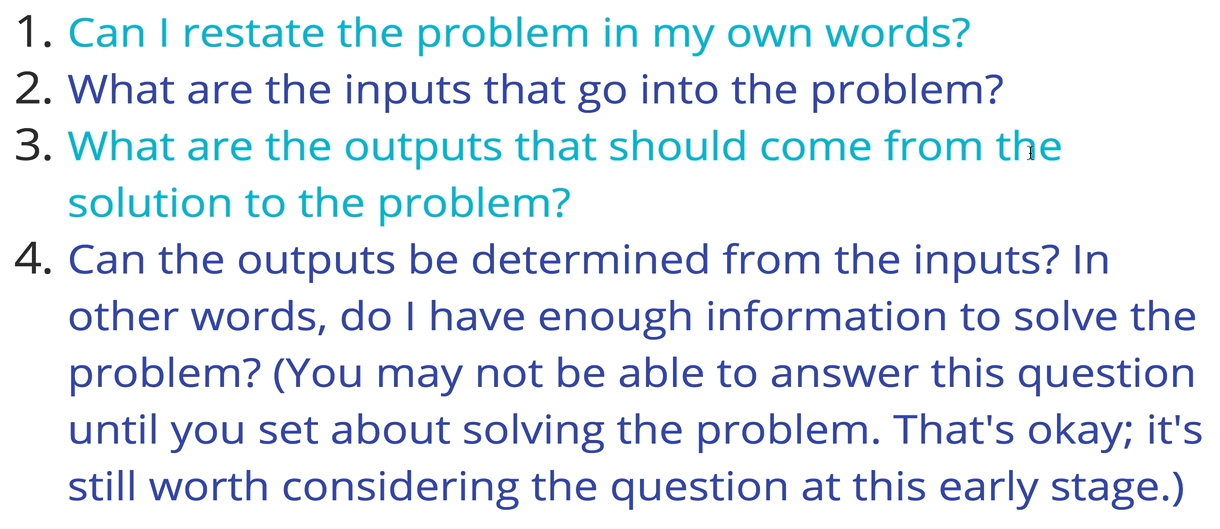 1. Can I restate the problem in my own words?
2. What are the inputs that go into the problem?
3. What are the outputs that should come from the
solution to the problem?
4. Can the outputs be determined from the inputs? In
other words, do I have enough information to solve the
problem? (You may not be able to answer this question
until you set about solving the problem. That's okay; it's
still worth considering the question at this early stage.)